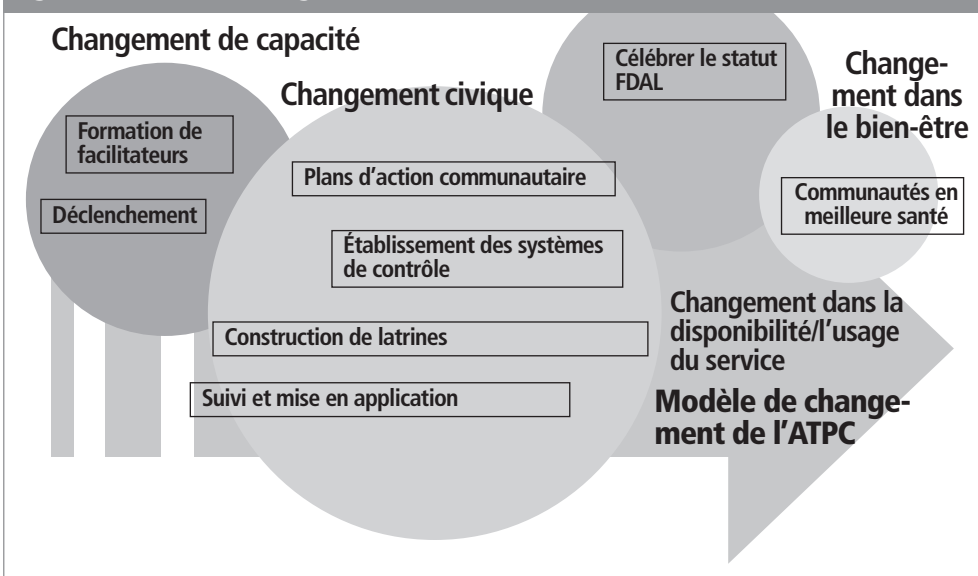 Changement de capacité
Formation de
facilitateurs
Déclenchement
Changement civique
Plans d'action communautaire
Établissement des systèmes
de contrôle
Construction de latrines
Suivi et mise en application
Célébrer le statut
FDAL
Change-
ment dans
le bien-être
Communautés en
meilleure santé
Changement dans la
disponibilité/l'usage
du service
Modèle de change-
ment de l'ATPC